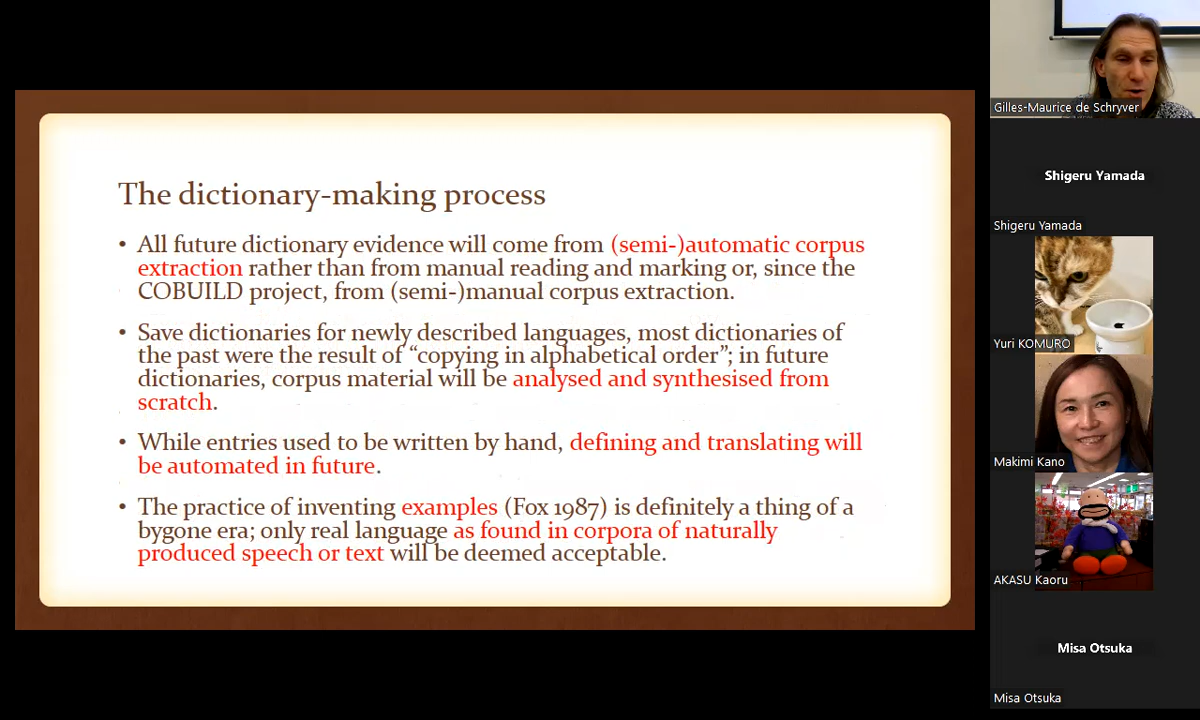 The dictionary-making process
• All future dictionary evidence will come from (semi-)automatic corpus
extraction rather than from manual reading and marking or, since the
COBUILD project, from (semi-)manual corpus extraction.
• Save dictionaries for newly described languages, most dictionaries of
the past were the result of “copying in alphabetical order”; in future
dictionaries, corpus material will be analysed and synthesised from
scratch.
• While entries used to be written by hand, defining and translating will
be automated in future.
• The practice of inventing examples (Fox 1987) is definitely a thing of a
bygone era; only real language as found in corpora of naturally
produced speech or text will be deemed acceptable.
Gilles-Maurice de Schryver
Shigeru Yamada
Shigeru Yamada
Yuri KOMURO
Makimi Kano
AKASU Kaoru
Misa Otsuka
Misa Otsuka